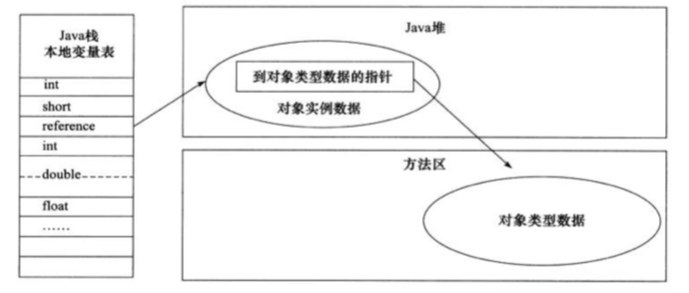 Java栈
本地变量表
int
short
reference
int
double
float
……
Java堆
到对象类型数据的指针
对象实例数据
方法区
对象类型数据